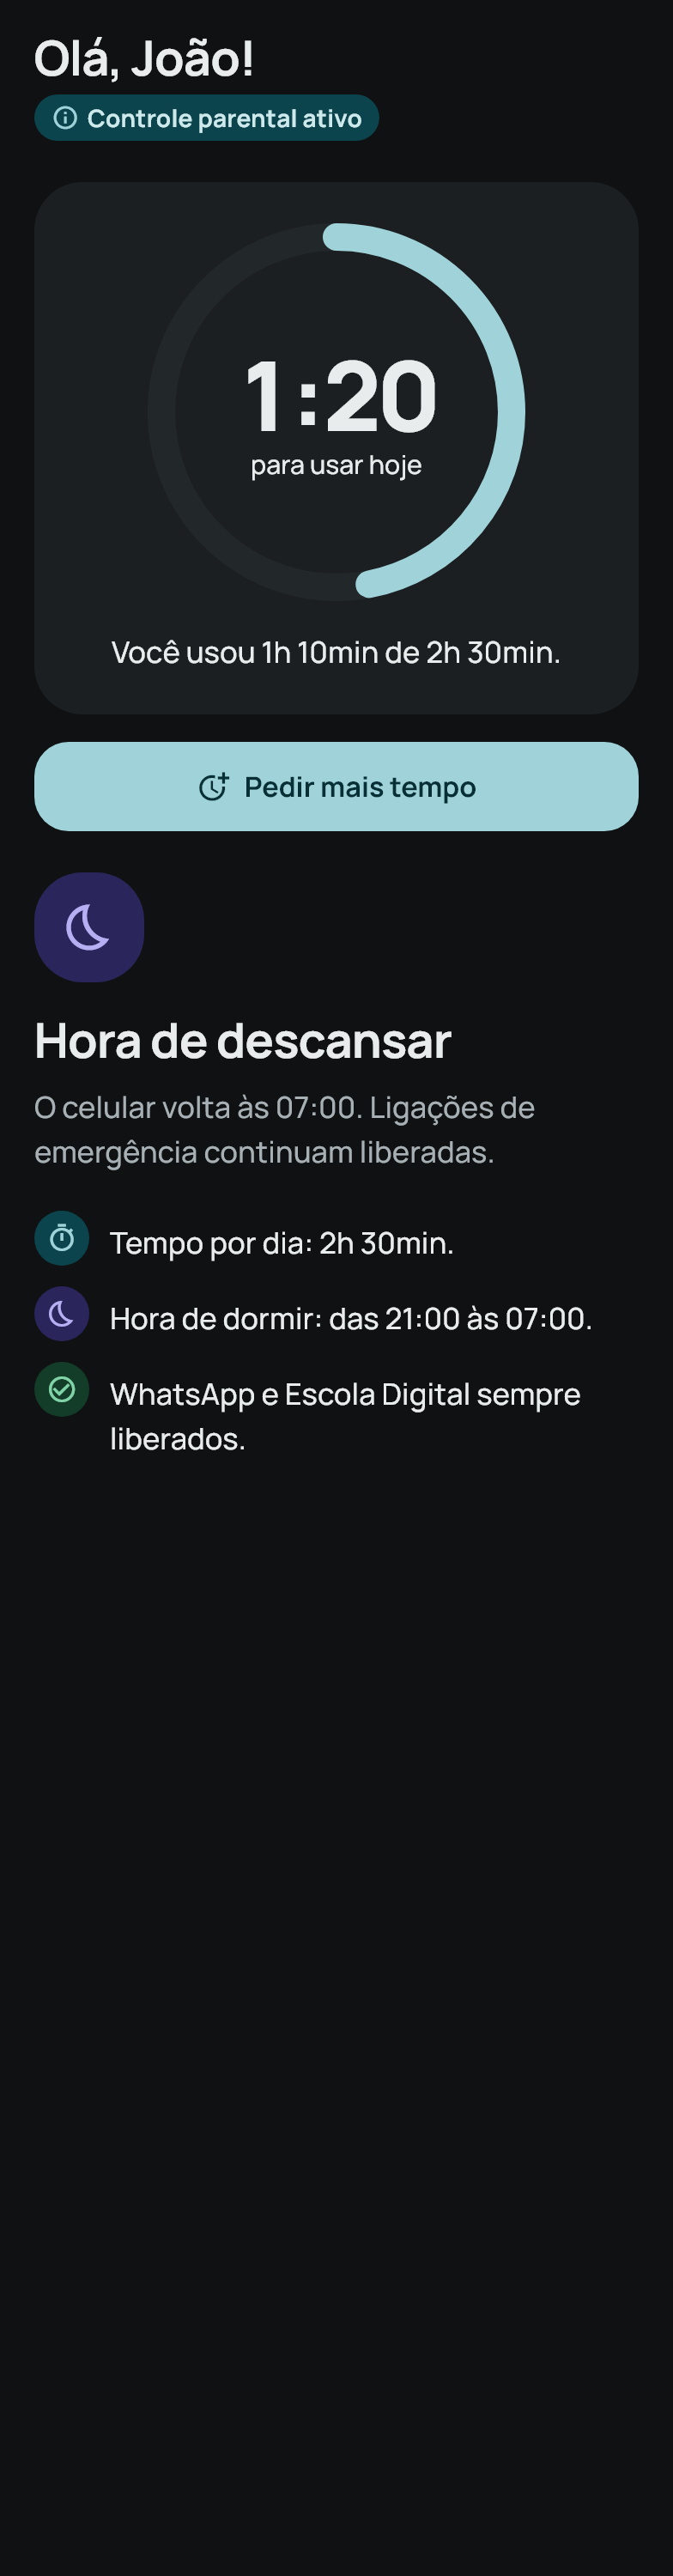 Olá, João!
Controle parental ativo
1:20
para usar hoje
Você usou 1h 10min de 2h 30min.
Pedir mais tempo
Hora de descansar
O celular volta às 07:00. Ligações de
emergência continuam liberadas.
Tempo por dia: 2h 30min.
Hora de dormir: das 21:00 às 07:00.
WhatsApp e Escola Digital sempre
liberados.